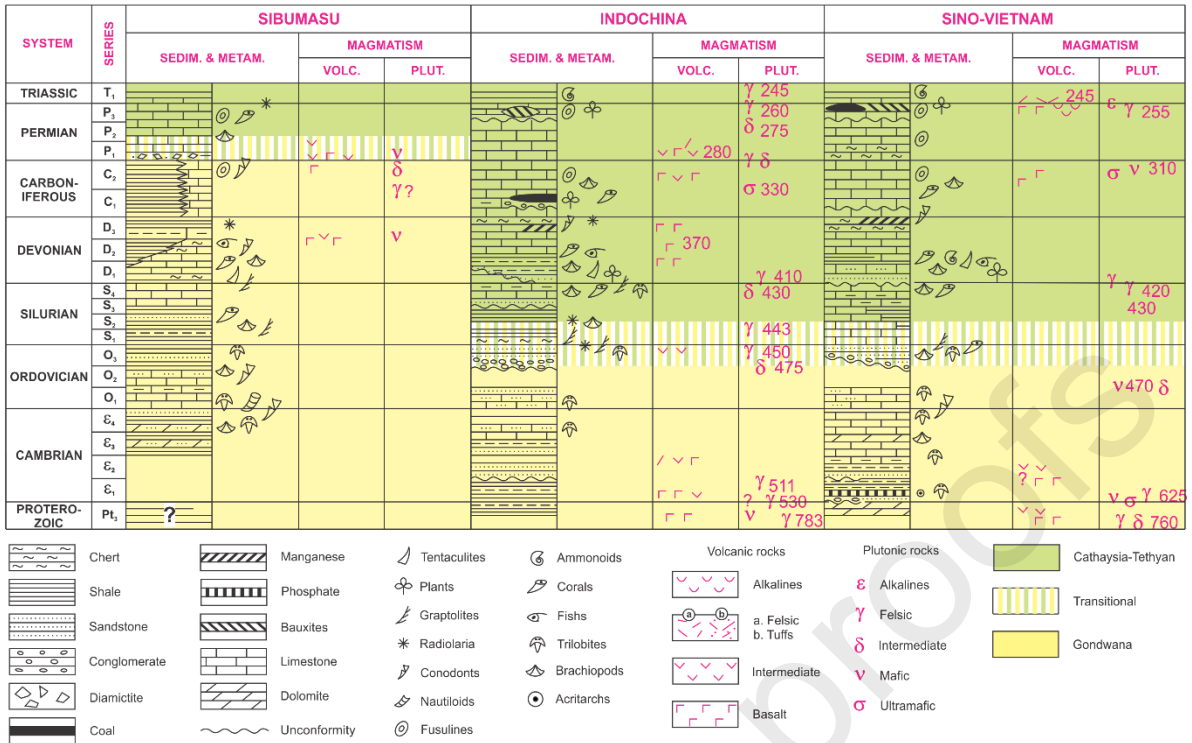 SYSTEM SERIES SIBUMASU INDOCHINA SINO-VIETNAM
SEDIM. & METAM. MAGMATISM SEDIM. & METAM. MAGMATISM SEDIM. & METAM. MAGMATISM
VOLC. PLUT. VOLC. PLUT. VOLC. PLUT.
TRIASSIC T₁ γ 245 245
PERMIAN P₃ γ 260 ε γ 255
P₂ δ 275
P₁ ν 280 γ δ
CARBON-
IFEROUS
C₂ δ σ ν 310
C₁ γ ? σ 330
DEVONIAN D₃
D₂ ν 370
D₁ γ 410 γ
SILURIAN S₄ δ 430 γ 420
S₃ 430
S₂ γ 443
S₁
ORDOVICIAN O₃ γ 450
O₂ δ 475 ν 470 δ
O₁
CAMBRIAN Ɛ₄
Ɛ₃
Ɛ₂ γ 511 ?
Ɛ₁ ? γ 530 ν σ γ 625
PROTERO-
ZOIC
Pt₃ ? ν γ 783 γ δ 760
Chert Manganese Tentaculites Ammonoids Volcanic rocks Plutonic rocks Cathaysia-Tethyan
Shale Phosphate Plants Corals Alkalines ε Alkalines Transitional
Sandstone Bauxites Graptolites Fishs a b a. Felsic γ Felsic Gondwana
b. Tuffs δ Intermediate
Conglomerate Limestone Radiolaria Trilobites Intermediate ν Mafic
Diamictite Dolomite Conodonts Brachiopods Basalt σ Ultramafic
Coal Unconformity Nautiloids Acritarchs
Fusulines
proofs